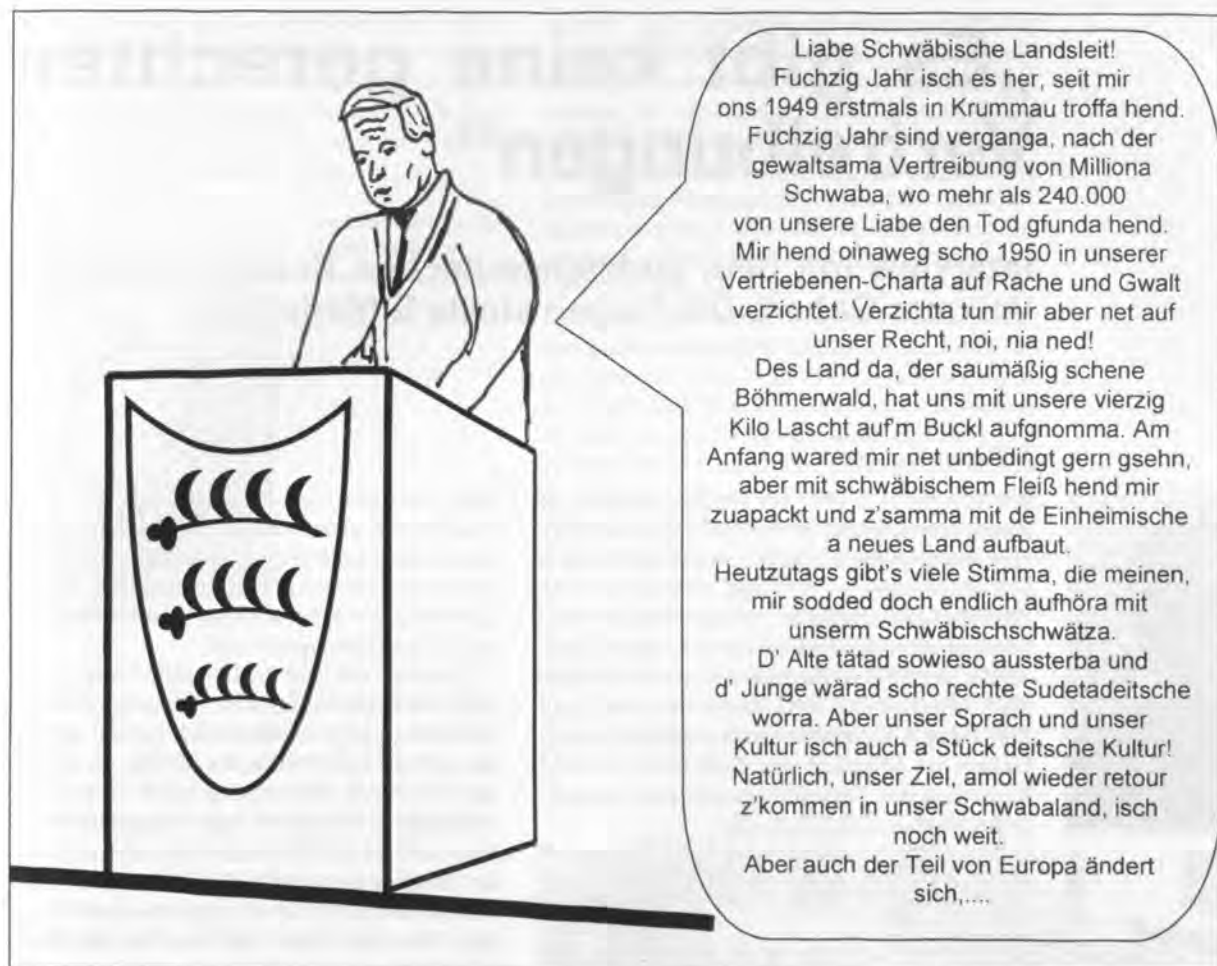 Liabe Schwäbische Landsleit!
Fuchzig Jahr isch es her, seit mir
ons 1949 erstmals in Krummau troffa hend.
Fuchzig Jahr sind verganga, nach der
gewaltsama Vertreibung von Milliona
Schwaba, wo mehr als 240.000
von unsere Liabe den Tod gfunda hend.
Mir hend oinaweg scho 1950 in unserer
Vertriebenen-Charta auf Rache und Gwalt
verzichtet. Verzichta tun mir aber net auf
unser Recht, noi, nia ned!
Des Land da, der saumäßig schene
Böhmerwald, hat uns mit unsere vierzig
Kilo Lascht auf'm Buckl aufgnomma. Am
Anfang wared mir net unbedingt gern gsehn,
aber mit schwäbischem Fleiß hend mir
zuapackt und z'samma mit de Einheimische
a neues Land aufbaut.
Heutzutags gibt's viele Stimma, die meinen,
mir sodded doch endlich aufhöra mit
unserm Schwäbischschwätza.
D' Alte tätad sowieso aussterba und
d' Junge wärad scho rechte Sudetadeitsche
worra. Aber unser Sprach und unser
Kultur isch auch a Stück deitsche Kultur!
Natürlich, unser Ziel, amol wieder retour
z'kommen in unser Schwabaland, isch
noch weit.
Aber auch der Teil von Europa ändert
sich,....